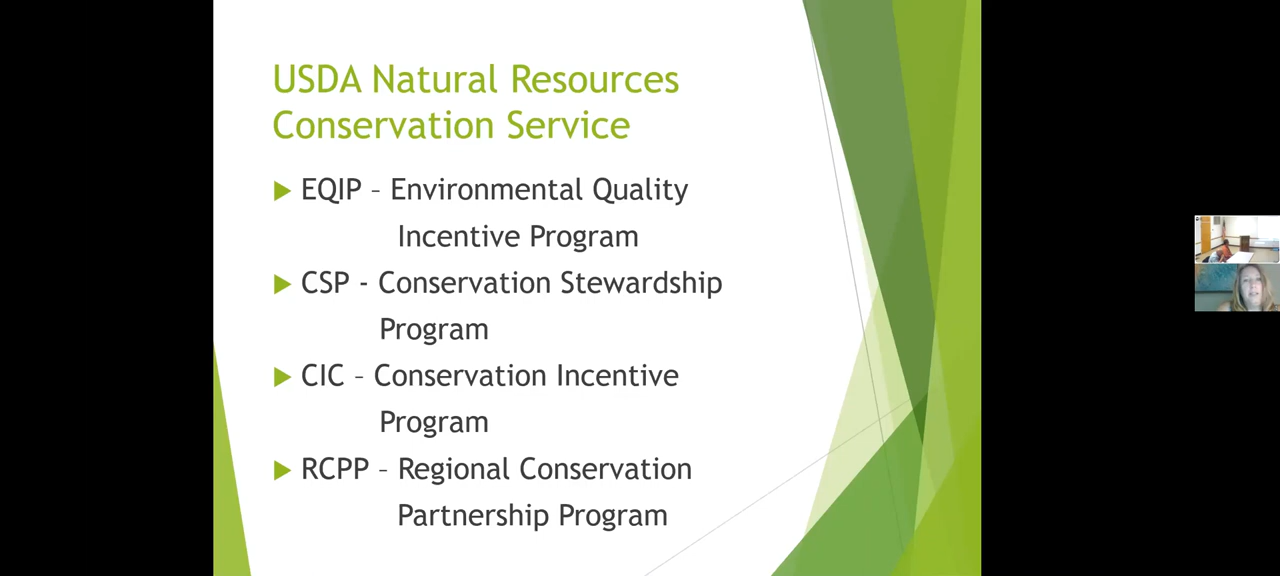 USDA Natural Resources
Conservation Service
EQIP – Environmental Quality
Incentive Program
CSP - Conservation Stewardship
Program
CIC – Conservation Incentive
Program
RCPP – Regional Conservation
Partnership Program